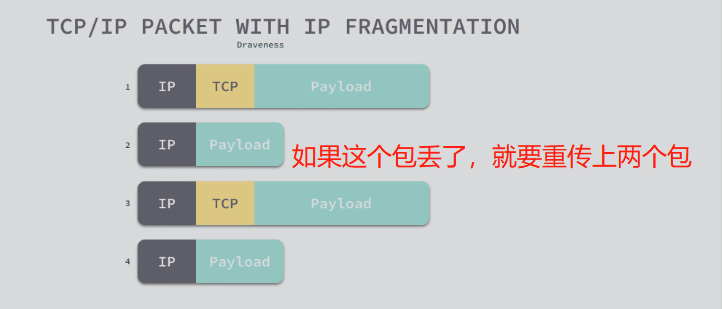 TCP/IP PACKET WITH IP FRAGMENTATION
Draveness
1 IP TCP Payload
2 IP Payload 如果这个包丢了，就要重传上两个包
3 IP TCP Payload
4 IP Payload